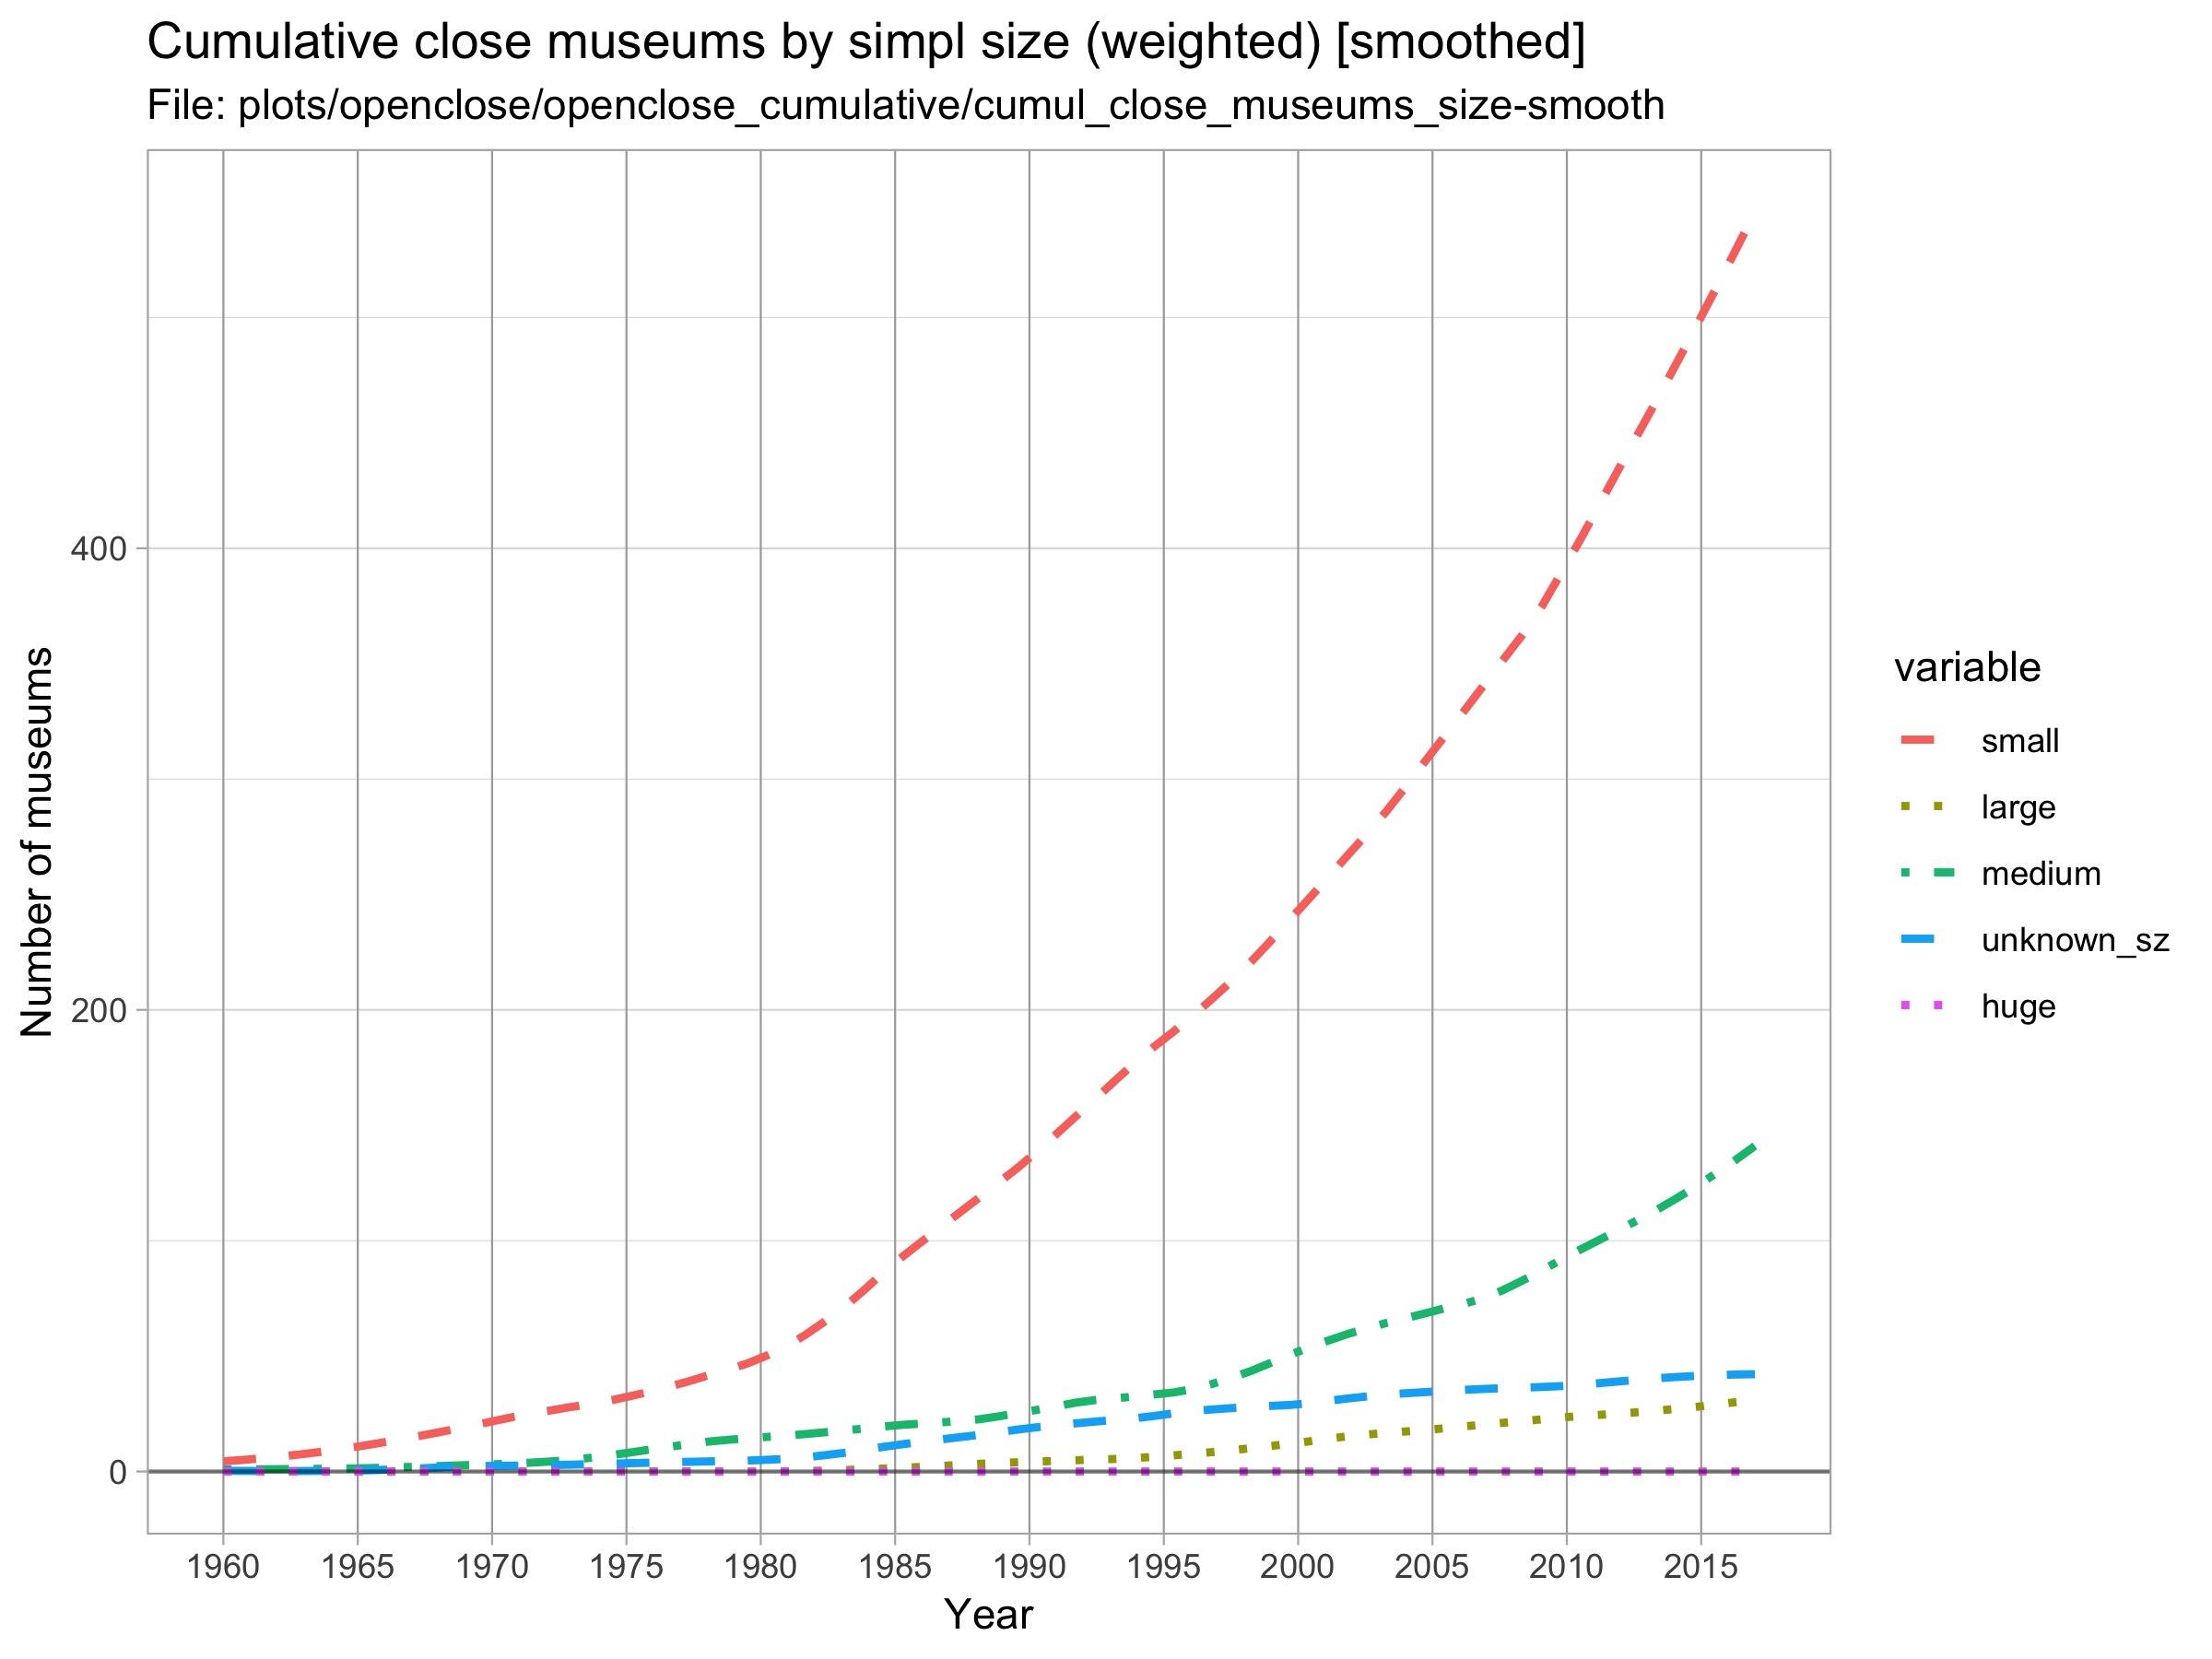 Cumulative close museums by simpl size (weighted) [smoothed]
File: plots/openclose/openclose_cumulative/cumul_close_museums_size-smooth
Number of museums
400
200
0
1960 1965 1970 1975 1980 1985 1990 1995 2000 2005 2010 2015
Year
variable
small
large
medium
unknown_sz
huge